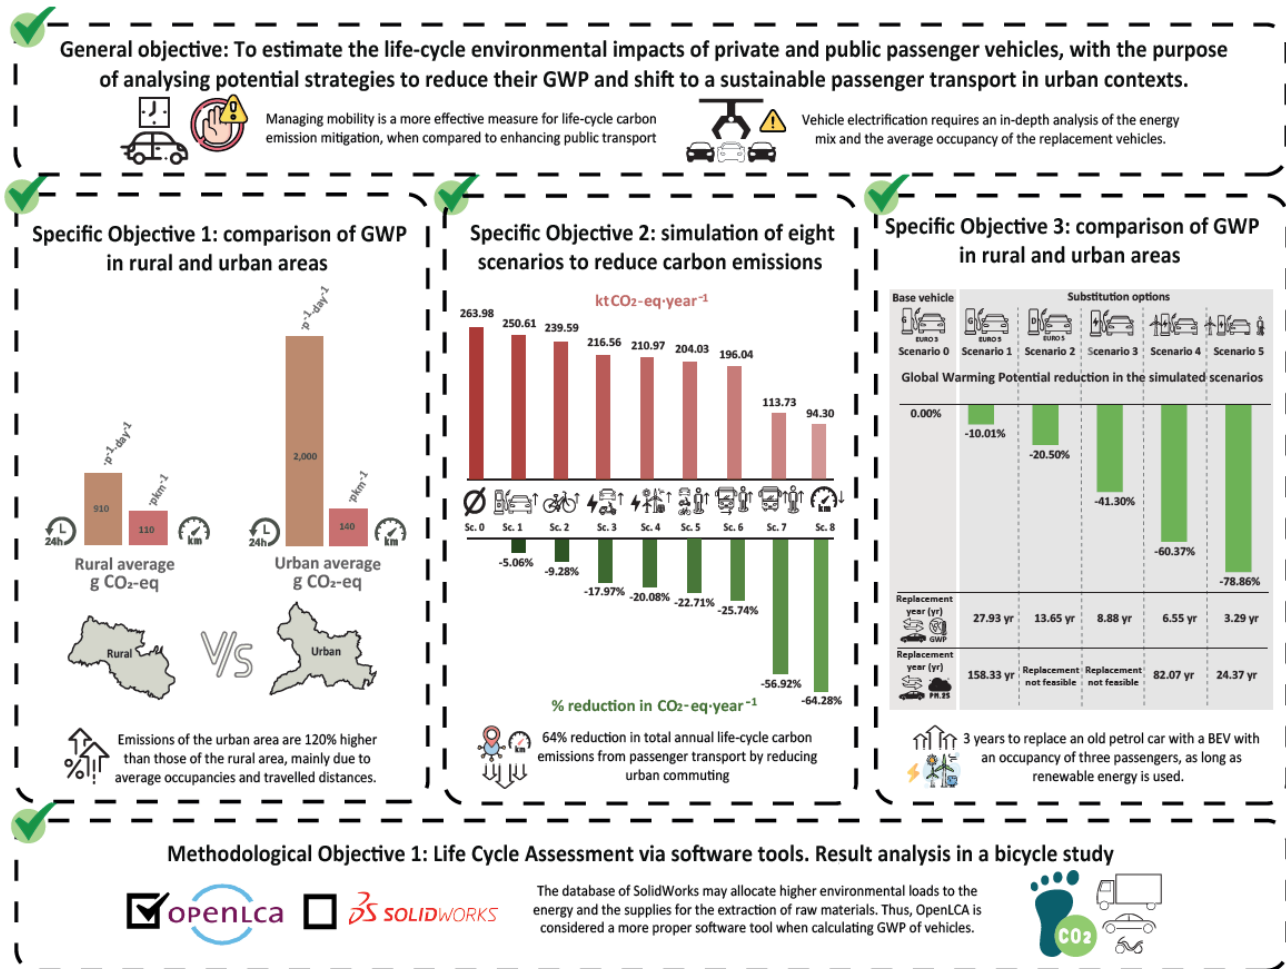 General objective: To estimate the life-cycle environmental impacts of private and public passenger vehicles, with the purpose
of analysing potential strategies to reduce their GWP and shift to a sustainable passenger transport in urban contexts.
Managing mobility is a more effective measure for life-cycle carbon
emission mitigation, when compared to enhancing public transport
Vehicle electrification requires an in-depth analysis of the energy
mix and the average occupancy of the replacement vehicles.
Specific Objective 1: comparison of GWP
in rural and urban areas
·p⁻¹·day⁻¹
910
·pkm⁻¹
110
24h
km
Rural average
g CO₂-eq
·p⁻¹·day⁻¹
2,000
·pkm⁻¹
140
24h
km
Urban average
g CO₂-eq
Rural
V/S
Urban
%
Emissions of the urban area are 120% higher
than those of the rural area, mainly due to
average occupancies and travelled distances.
Specific Objective 2: simulation of eight
scenarios to reduce carbon emissions
ktCO₂-eq·year⁻¹
263.98
250.61
239.59
216.56
210.97
204.03
196.04
113.73
94.30
km
Sc. 0
Sc. 1
Sc. 2
Sc. 3
Sc. 4
Sc. 5
Sc. 6
Sc. 7
Sc. 8
-5.06%
-9.28%
-17.97%
-20.08%
-22.71%
-25.74%
-56.92%
-64.28%
% reduction in CO₂-eq·year⁻¹
km
64% reduction in total annual life-cycle carbon
emissions from passenger transport by reducing
urban commuting
Specific Objective 3: comparison of GWP
in rural and urban areas
Base vehicle
Substitution options
G
G
D
EURO 3
EURO 5
EURO 5
Scenario 0
Scenario 1
Scenario 2
Scenario 3
Scenario 4
Scenario 5
Global Warming Potential reduction in the simulated scenarios
0.00%
-10.01%
-20.50%
-41.30%
-60.37%
-78.86%
Replacement
year (yr)
GWP
27.93 yr
13.65 yr
8.88 yr
6.55 yr
3.29 yr
Replacement
year (yr)
PM.25
158.33 yr
Replacement
not feasible
Replacement
not feasible
82.07 yr
24.37 yr
3 years to replace an old petrol car with a BEV with
an occupancy of three passengers, as long as
renewable energy is used.
Methodological Objective 1: Life Cycle Assessment via software tools. Result analysis in a bicycle study
openLca
SOLIDWORKS
The database of SolidWorks may allocate higher environmental loads to the
energy and the supplies for the extraction of raw materials. Thus, OpenLCA is
considered a more proper software tool when calculating GWP of vehicles.
CO2